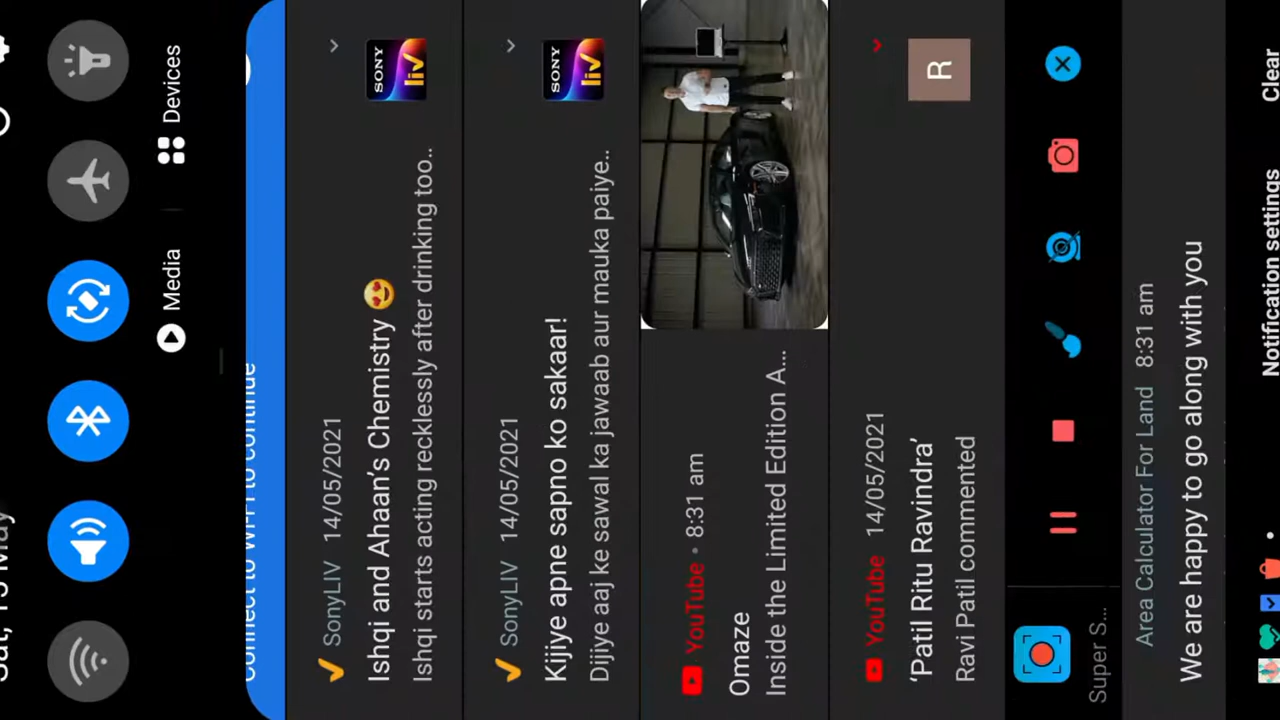 Devices
Media
Connect to Wi-Fi to continue
SonyLIV 14/05/2021
Ishqi and Ahaan's Chemistry 😍
Ishqi starts acting recklessly after drinking too..
SONY
liv
SonyLIV 14/05/2021
Kijiye apne sapno ko sakaar!
Dijiye aaj ke sawal ka jawaab aur mauka paiye..
SONY
liv
YouTube • 8:31 am
Omaze
Inside the Limited Edition A...
YouTube 14/05/2021
'Patil Ritu Ravindra'
Ravi Patil commented
R
Super S...
Area Calculator For Land 8:31 am
We are happy to go along with you
Notification settings
Clear